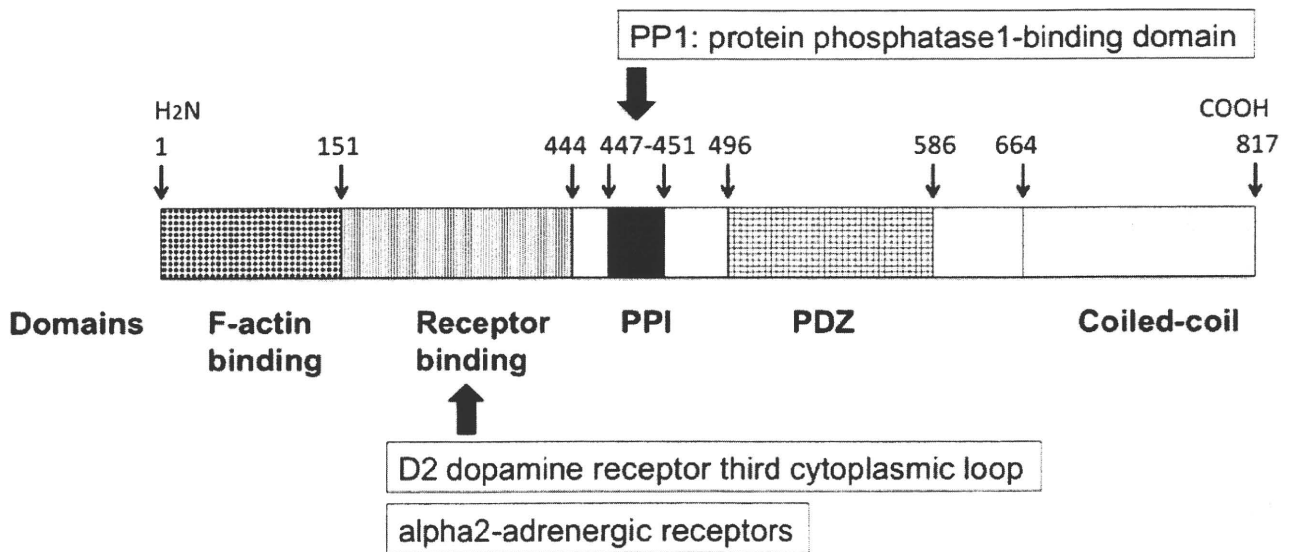 PP1: protein phosphatase1-binding domain
H2N
COOH
1 151 444 447-451 496 586 664 817
Domains F-actin binding Receptor binding PPI PDZ Coiled-coil
D2 dopamine receptor third cytoplasmic loop
alpha2-adrenergic receptors